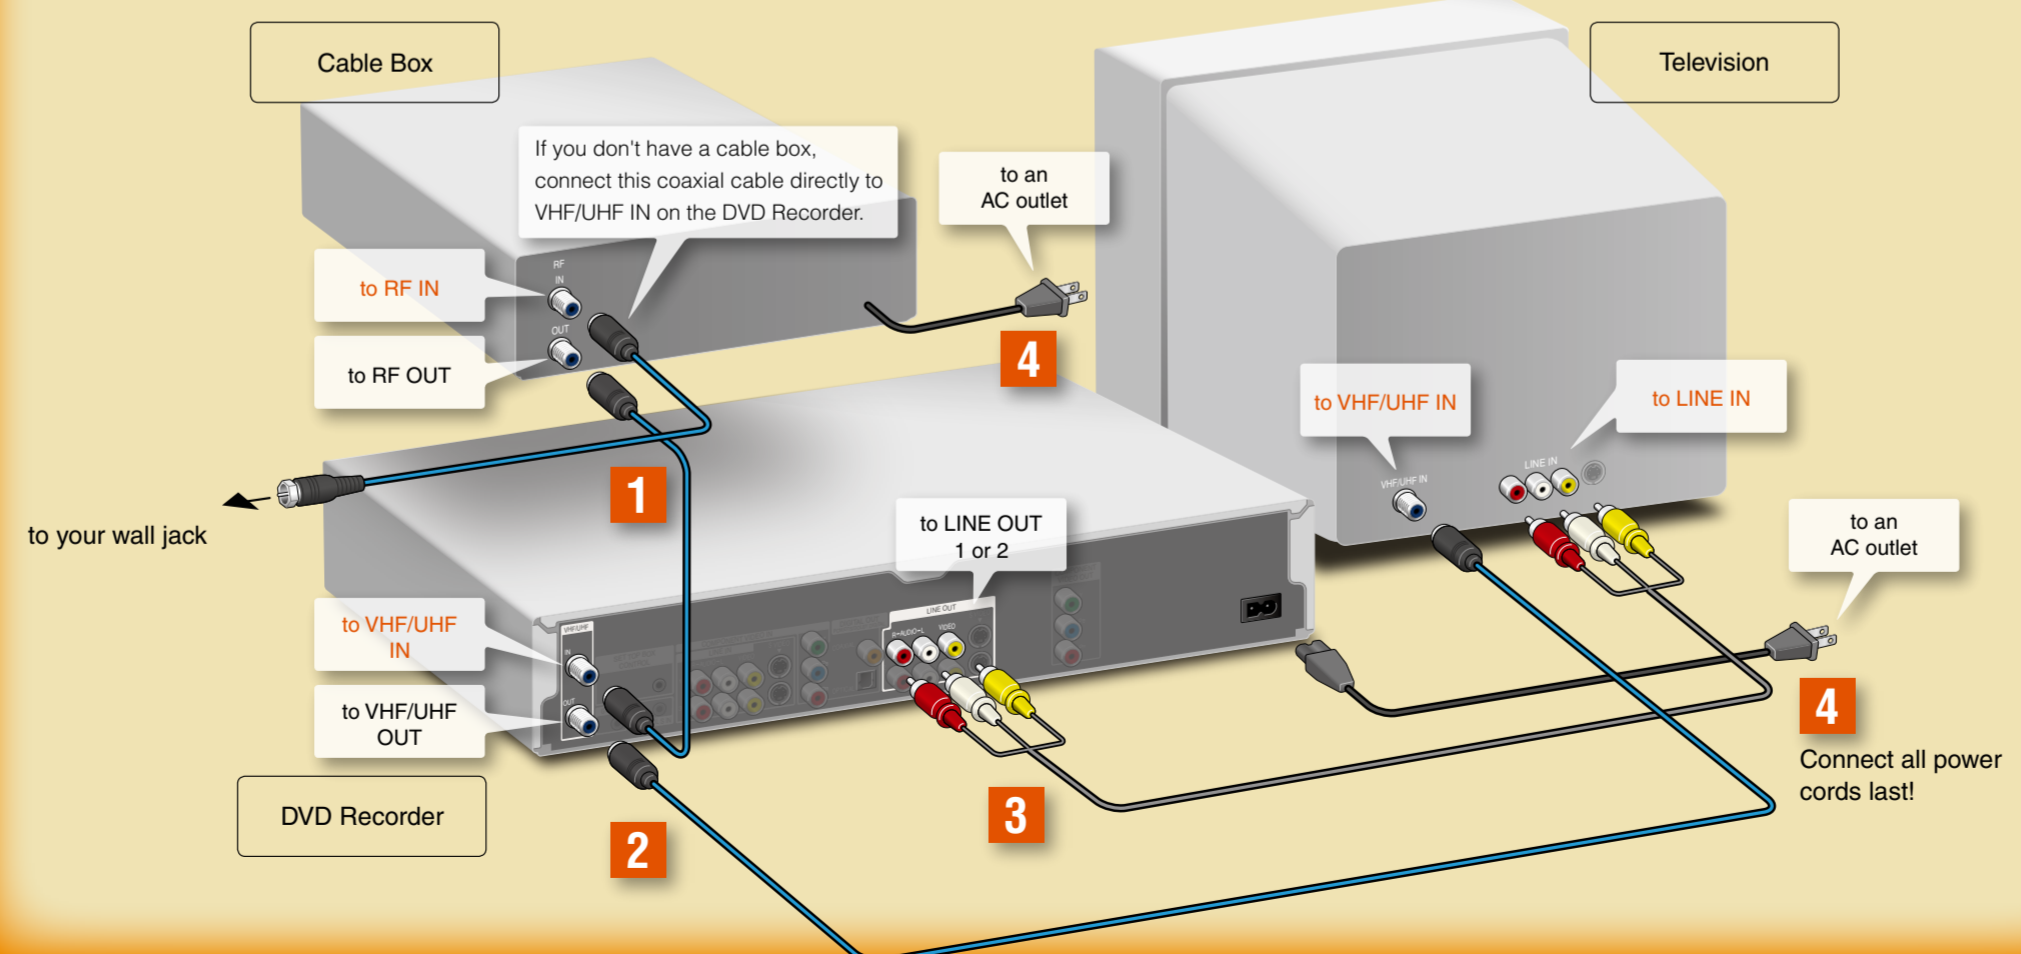 Cable Box
Television
If you don't have a cable box,
connect this coaxial cable directly to
VHF/UHF IN on the DVD Recorder.
to an
AC outlet
to RF IN
RF
IN
OUT
to RF OUT
4
to VHF/UHF IN
to LINE IN
LINE IN
VHF/UHF IN
1
to your wall jack
to LINE OUT
1 or 2
to an
AC outlet
LINE OUT
R-AUDIO-L
VIDEO
to VHF/UHF
IN
VHF/UHF
IN
OUT
to VHF/UHF
OUT
4
Connect all power
cords last!
DVD Recorder
3
2